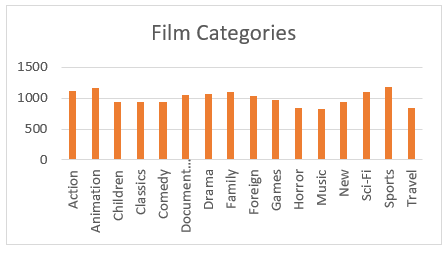 Film Categories
1500
1000
500
0
Action
Animation
Children
Classics
Comedy
Document...
Drama
Family
Foreign
Games
Horror
Music
New
Sci-Fi
Sports
Travel